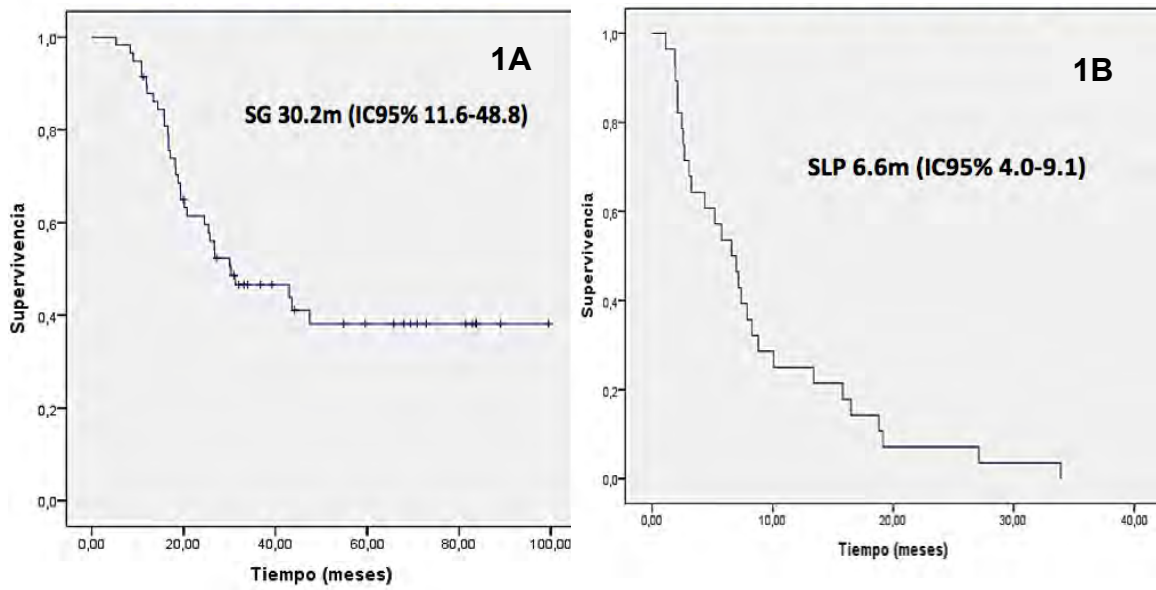 1A
SG 30.2m (IC95% 11.6-48.8)
Supervivencia
1,0
0,8
0,6
0,4
0,2
0,0
0,00 20,00 40,00 60,00 80,00 100,00
Tiempo (meses)
1B
SLP 6.6m (IC95% 4.0-9.1)
Supervivencia
1,0
0,8
0,6
0,4
0,2
0,0
0,00 10,00 20,00 30,00 40,00
Tiempo (meses)